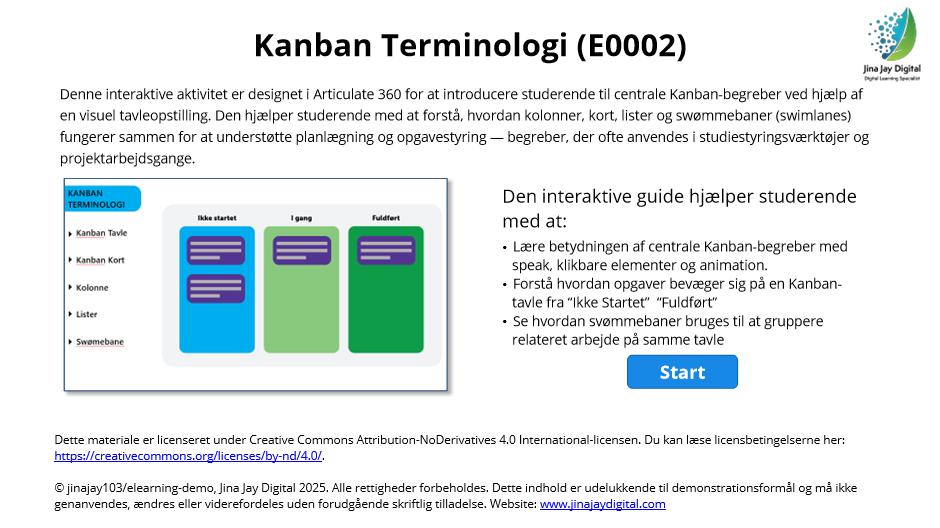 Kanban Terminologi (E0002)
Jina Jay Digital
Digital Learning Specialist
Denne interaktive aktivitet er designet i Articulate 360 for at introducere studerende til centrale Kanban-begreber ved hjælp af
en visuel tavleopstilling. Den hjælper studerende med at forstå, hvordan kolonner, kort, lister og swømmebaner (swimlanes)
fungerer sammen for at understøtte planlægning og opgavestyring — begreber, der ofte anvendes i studiestyringsværktøjer og
projektarbejdsgange.
KANBAN
TERMINOLOGI
Kanban Tavle
Kanban Kort
Kolonne
Lister
Swømebane
Ikke startet
I gang
Fuldført
Den interaktive guide hjælper studerende
med at:
• Lære betydningen af centrale Kanban-begreber med
speak, klikbare elementer og animation.
• Forstå hvordan opgaver bevæger sig på en Kanban-
tavle fra “Ikke Startet”  “Fuldført”
• Se hvordan svømmebaner bruges til at gruppere
relateret arbejde på samme tavle
Start
Dette materiale er licenseret under Creative Commons Attribution-NoDerivatives 4.0 International-licensen. Du kan læse licensbetingelserne her:
https://creativecommons.org/licenses/by-nd/4.0/.
© jinajay103/elearning-demo, Jina Jay Digital 2025. Alle rettigheder forbeholdes. Dette indhold er udelukkende til demonstrationsformål og må ikke
genanvendes, ændres eller viderefordeles uden forudgående skriftlig tilladelse. Website: www.jinajaydigital.com